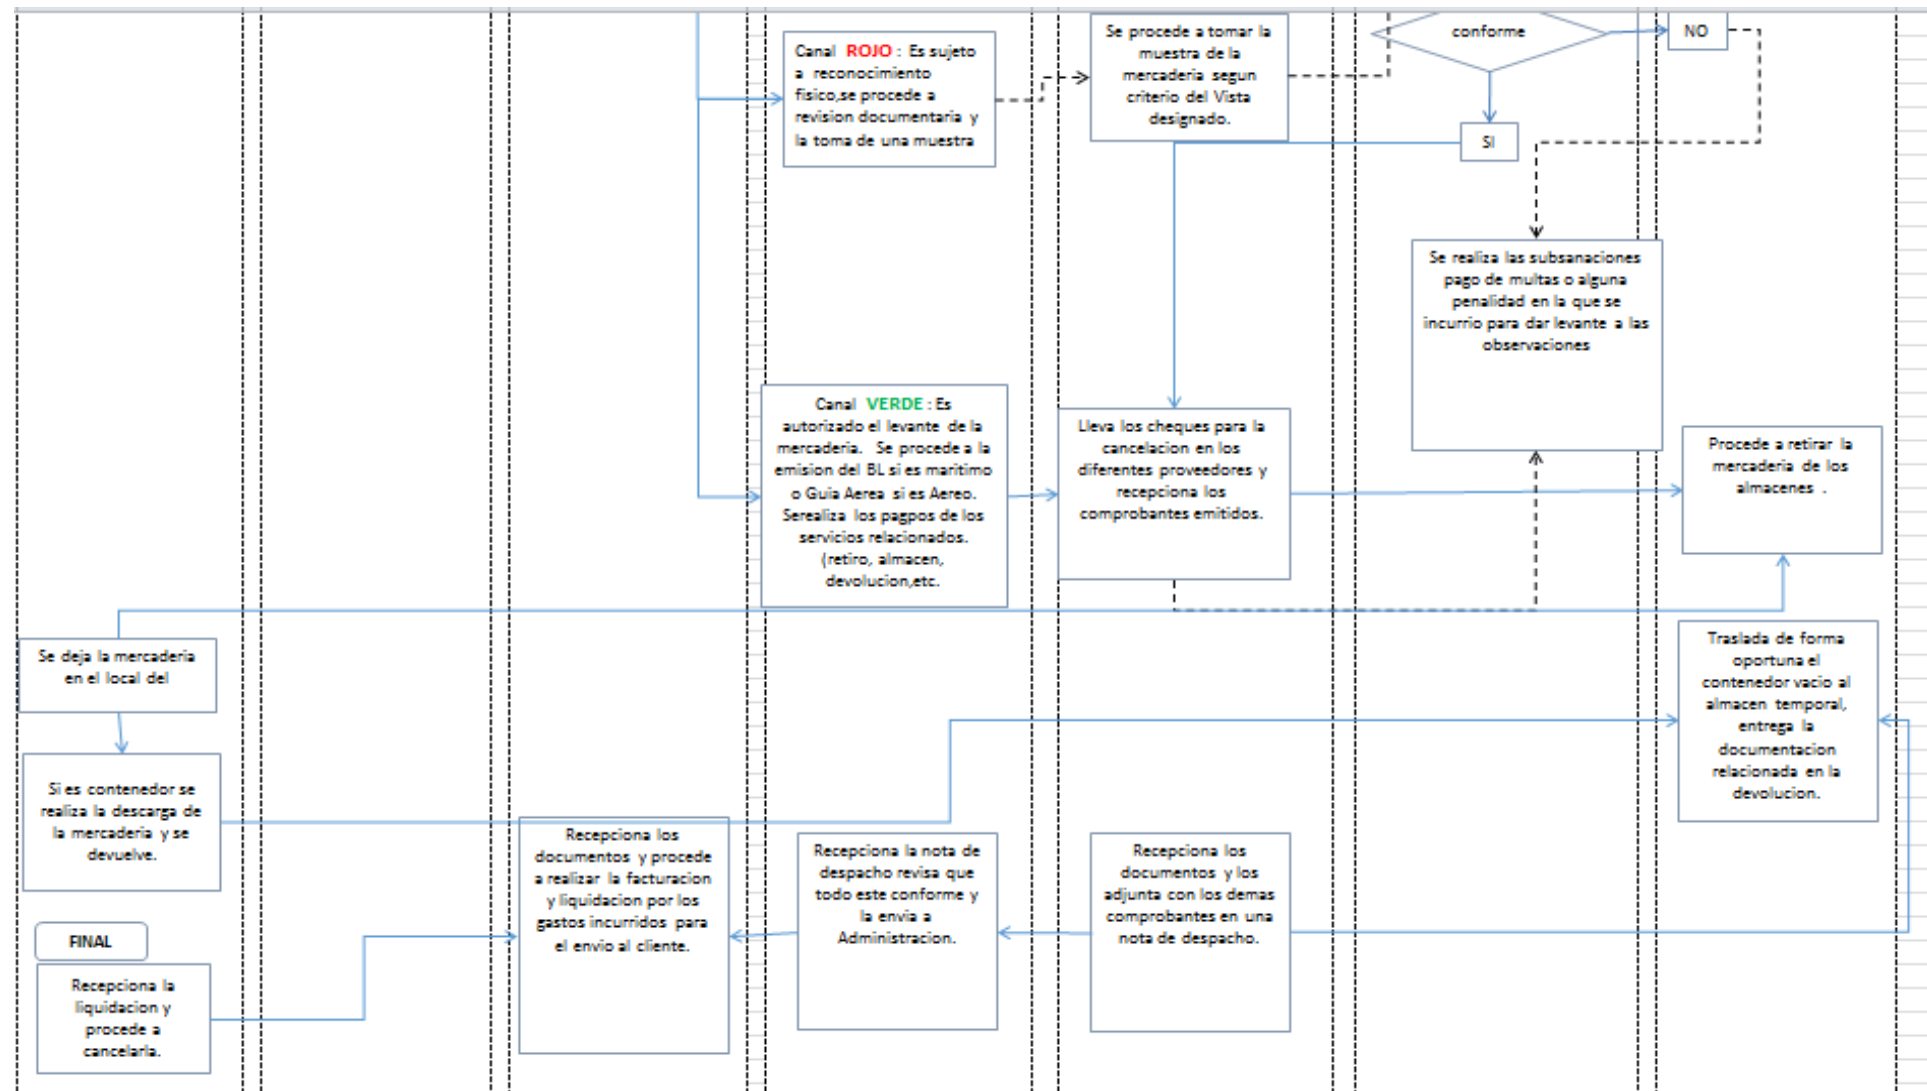 Canal ROJO : Es sujeto
a reconocimiento
fisico,se procede a
revision documentaria y
la toma de una muestra
Se procede a tomar la
muestra de la
mercaderia segun
criterio del Vista
designado.
conforme
NO
SI
Se realiza las subsanaciones
pago de multas o alguna
penalidad en la que se
incurrio para dar levante a las
observaciones
Canal VERDE : Es
autorizado el levante de la
mercaderia. Se procede a la
emision del BL si es maritimo
o Guia Aerea si es Aereo.
Serealiza los pagpos de los
servicios relacionados.
(retiro, almacen,
devolucion,etc.
Lleva los cheques para la
cancelacion en los
diferentes proveedores y
recepciona los
comprobantes emitidos.
Procede a retirar la
mercaderia de los
almacenes .
Se deja la mercaderia
en el local del
Traslada de forma
oportuna el
contenedor vacio al
almacen temporal,
entrega la
documentacion
relacionada en la
devolucion.
Si es contenedor se
realiza la descarga de
la mercaderia y se
devuelve.
Recepciona los
documentos y procede
a realizar la facturacion
y liquidacion por los
gastos incurridos para
el envio al cliente.
Recepciona la nota de
despacho revisa que
todo este conforme y
la envia a
Administracion.
Recepciona los
documentos y los
adjunta con los demas
comprobantes en una
nota de despacho.
FINAL
Recepciona la
liquidacion y
procede a
cancelarla.